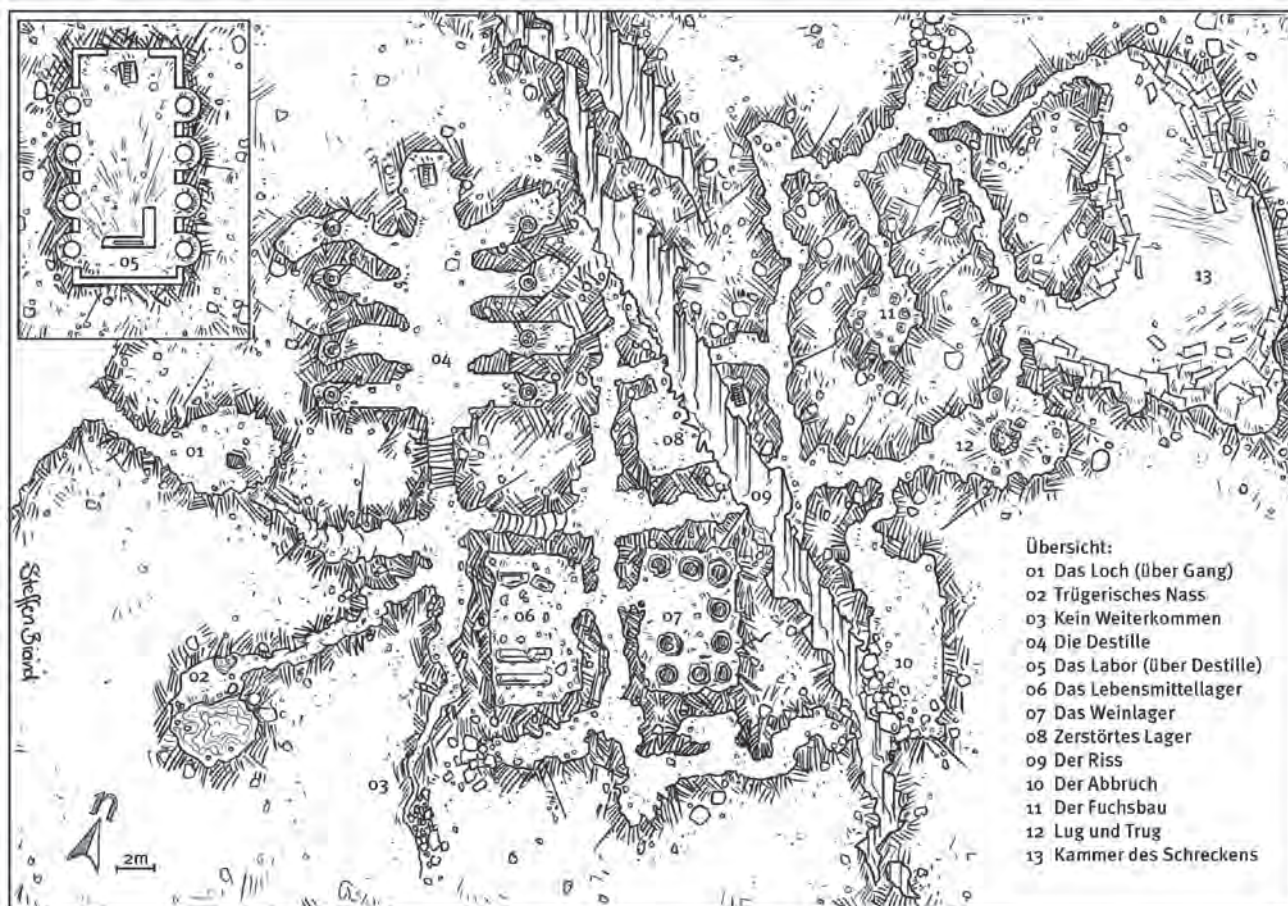 05
04
01
08
11
13
12
09
06
07
10
02
03
Steffen Brand
n
2m
Übersicht:
01 Das Loch (über Gang)
02 Trügerisches Nass
03 Kein Weiterkommen
04 Die Destille
05 Das Labor (über Destille)
06 Das Lebensmittellager
07 Das Weinlager
08 Zerstörtes Lager
09 Der Riss
10 Der Abbruch
11 Der Fuchsbau
12 Lug und Trug
13 Kammer des Schreckens